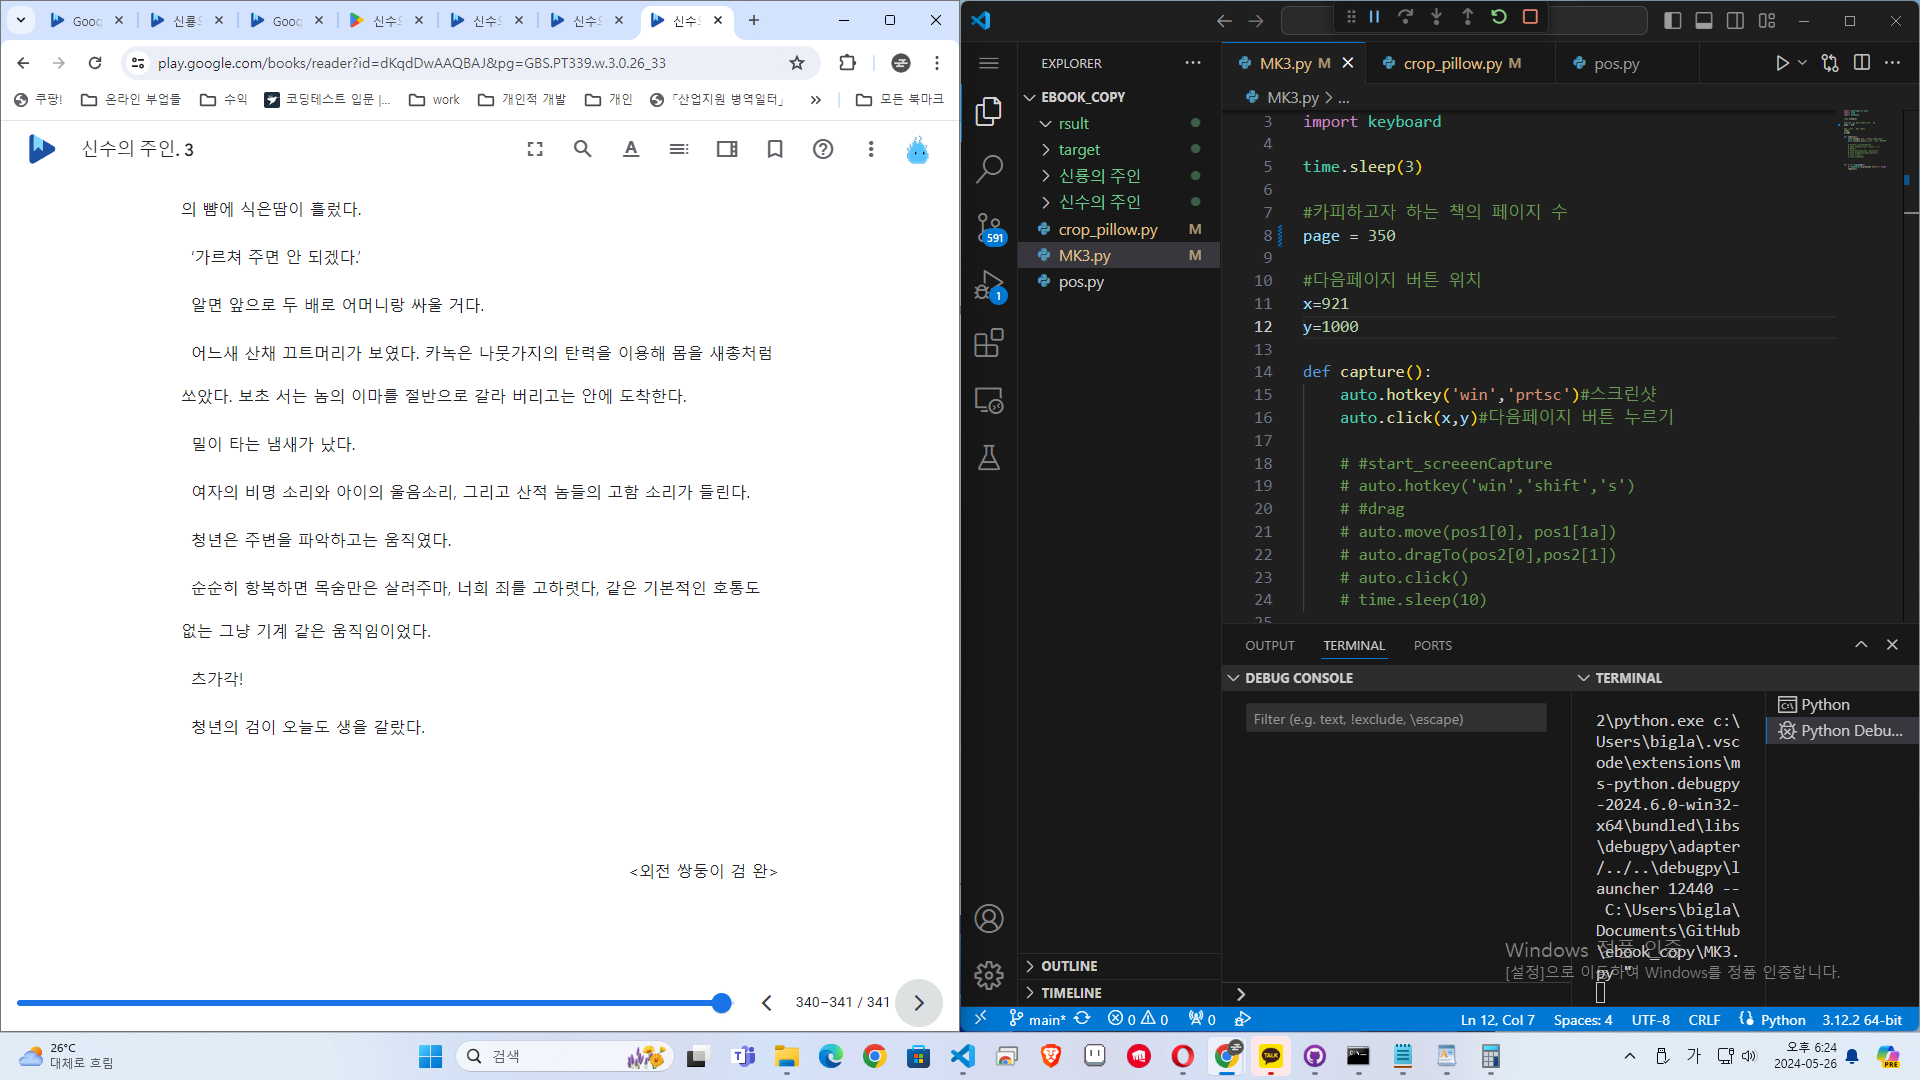 Goog
신룡의
Goog
신수의
신수의
신수의
신수의
play.google.com/books/reader?id=dKqdDwAAQBAJ&pg=GBS.PT339.w.3.0.26_33
쿠팡!
온라인 부업들
수익
코딩테스트 입문 |...
work
개인적 개발
개인
「산업지원 병역일터」
»
모든 북마크
신수의 주인. 3
의 뺨에 식은땀이 흘렀다.
‘가르쳐 주면 안 되겠다.’
알면 앞으로 두 배로 어머니랑 싸울 거다.
어느새 산채 끄트머리가 보였다. 카녹은 나뭇가지의 탄력을 이용해 몸을 새총처럼
쏘았다. 보초 서는 놈의 이마를 절반으로 갈라 버리고는 안에 도착한다.
밀이 타는 냄새가 났다.
여자의 비명 소리와 아이의 울음소리, 그리고 산적 놈들의 고함 소리가 들린다.
청년은 주변을 파악하고는 움직였다.
순순히 항복하면 목숨만은 살려주마, 너희 죄를 고하렷다, 같은 기본적인 호통도
없는 그냥 기계 같은 움직임이었다.
츠가각!
청년의 검이 오늘도 생을 갈랐다.
<외전 쌍둥이 검 완>
340–341 / 341
EXPLORER
EBOOK_COPY
rsult
target
신룡의 주인
신수의 주인
crop_pillow.py M
MK3.py M
pos.py
591
1
OUTLINE
TIMELINE
MK3.py M
crop_pillow.py M
pos.py
MK3.py > ...
3 import keyboard
4
5 time.sleep(3)
6
7 #카피하고자 하는 책의 페이지 수
8 page = 350
9
10 #다음페이지 버튼 위치
11 x=921
12 y=1000
13
14 def capture():
15 auto.hotkey('win','prtsc')#스크린샷
16 auto.click(x,y)#다음페이지 버튼 누르기
17
18 # #start_screeenCapture
19 # auto.hotkey('win','shift','s')
20 # #drag
21 # auto.move(pos1[0], pos1[1a])
22 # auto.dragTo(pos2[0],pos2[1])
23 # auto.click()
24 # time.sleep(10)
25
OUTPUT TERMINAL PORTS
DEBUG CONSOLE
Filter (e.g. text, !exclude, \escape)
TERMINAL
2\python.exe c:\
Users\bigla\.vsc
ode\extensions\m
s-python.debugpy
-2024.6.0-win32-
x64\bundled\libs
\debugpy\adapter
/../..\debugpy\l
auncher 12440 --
C:\Users\bigla\
Documents\GitHub
\ebook_copy\MK3.
py "
Python
Python Debu...
Windows 정품 인증
[설정]으로 이동하여 Windows를 정품 인증합니다.
main* 0 0 0
Ln 12, Col 7 Spaces: 4 UTF-8 CRLF Python 3.12.2 64-bit
26°C
대체로 흐림
검색
TALK
가
오후 6:24
2024-05-26
PRE